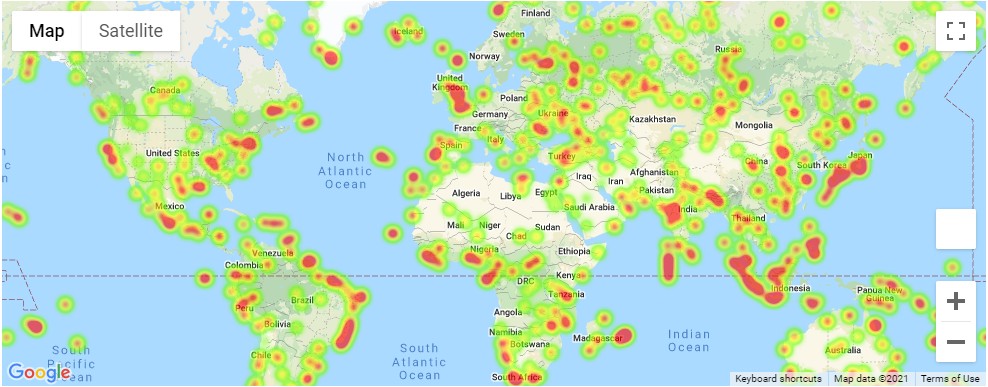 Map
Satellite
Finland
Iceland
Sweden
Russia
Norway
United
Kingdom
Canada
Poland
Ukraine
Germany
Kazakhstan
Mongolia
France
Italy
Spain
United States
Turkey
China
South Korea
Japan
North
Atlantic
Ocean
Iraq
Iran
Afghanistan
Pakistan
Algeria
Libya
Egypt
Saudi Arabia
India
Mexico
Mali
Niger
Chad
Sudan
Thailand
Venezuela
Nigeria
Ethiopia
Colombia
DRC
Kenya
Indonesia
Papua New
Guinea
Tanzania
Brazil
Peru
Angola
Bolivia
Namibia
Botswana
Madagascar
Indian
Ocean
Australia
Chile
South
Pacific
Ocean
South
Atlantic
Ocean
South Africa
Google
Keyboard shortcuts
Map data ©2021
Terms of Use